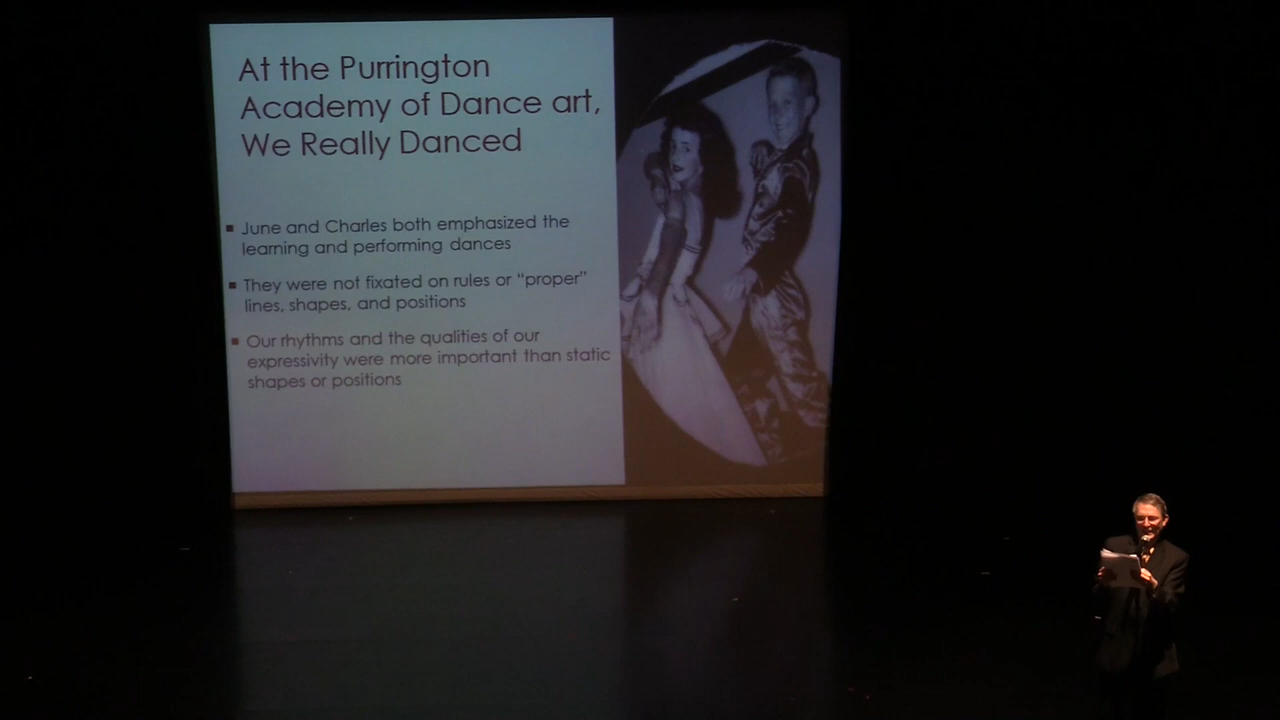 At the Purrington
Academy of Dance art,
We Really Danced
▪ June and Charles both emphasized the
learning and performing dances
▪ They were not fixated on rules or “proper”
lines, shapes, and positions
▪ Our rhythms and the qualities of our
expressivity were more important than static
shapes or positions